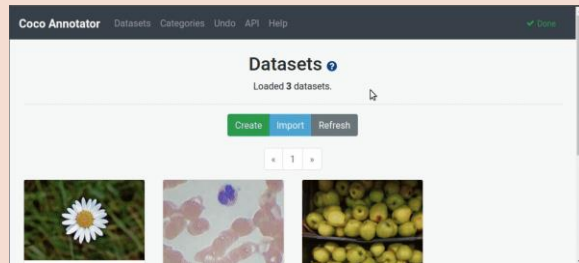 Coco Annotator Datasets Categories Undo API Help Done
Datasets
Loaded 3 datasets.
Create Import Refresh
« 1 »